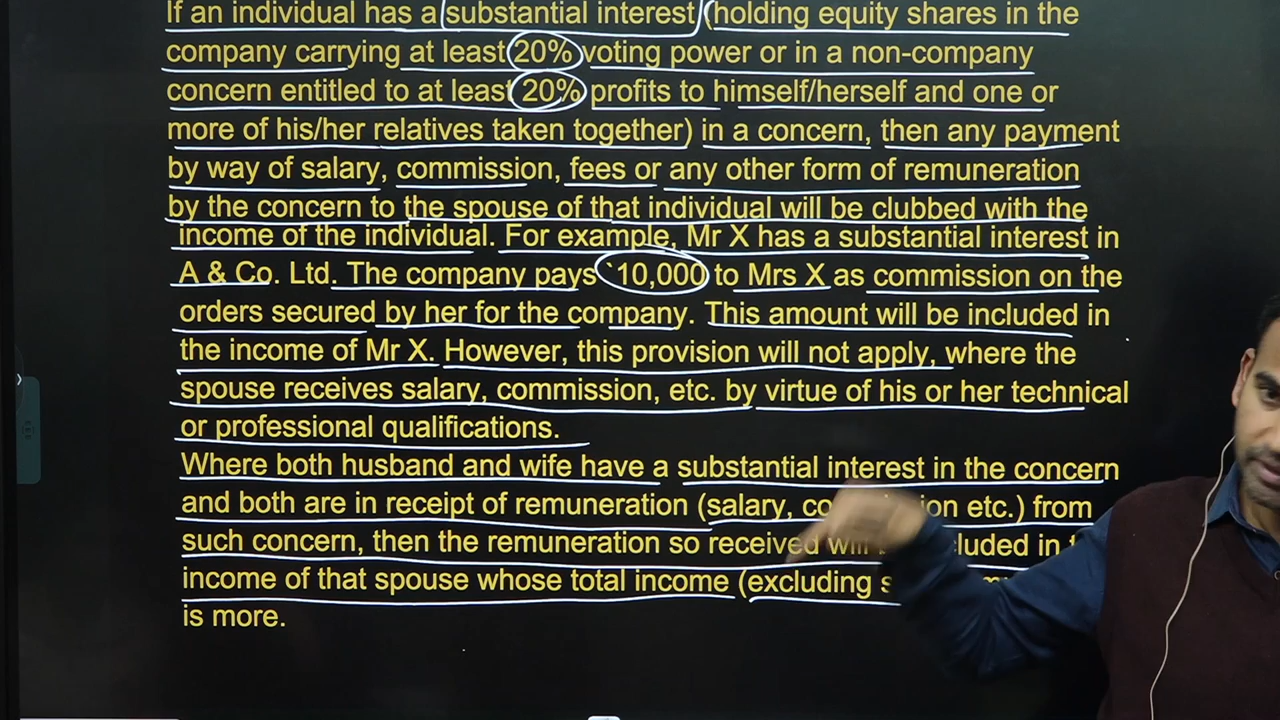 If an individual has a substantial interest (holding equity shares in the
company carrying at least 20% voting power or in a non-company
concern entitled to at least 20% profits to himself/herself and one or
more of his/her relatives taken together) in a concern, then any payment
by way of salary, commission, fees or any other form of remuneration
by the concern to the spouse of that individual will be clubbed with the
income of the individual. For example, Mr X has a substantial interest in
A & Co. Ltd. The company pays `10,000 to Mrs X as commission on the
orders secured by her for the company. This amount will be included in
the income of Mr X. However, this provision will not apply, where the
spouse receives salary, commission, etc. by virtue of his or her technical
or professional qualifications.
Where both husband and wife have a substantial interest in the concern
and both are in receipt of remuneration (salary, etc.) from
such concern, then the remuneration so received in
income of that spouse whose total income (excluding
is more.